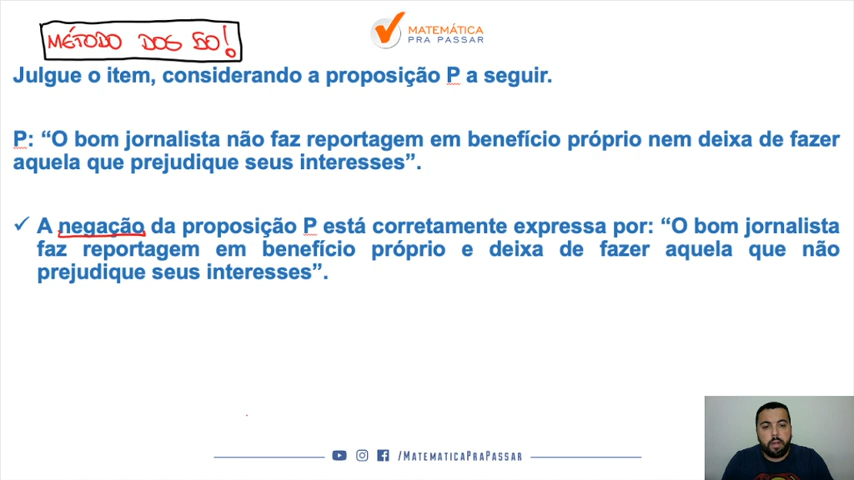 MÉTODO DOS 50!
MATEMÁTICA
PRA PASSAR
Julgue o item, considerando a proposição P a seguir.
P: “O bom jornalista não faz reportagem em benefício próprio nem deixa de fazer
aquela que prejudique seus interesses”.
✓ A negação da proposição P está corretamente expressa por: “O bom jornalista
faz reportagem em benefício próprio e deixa de fazer aquela que não
prejudique seus interesses”.
/MATEMATICAPRAPASSAR